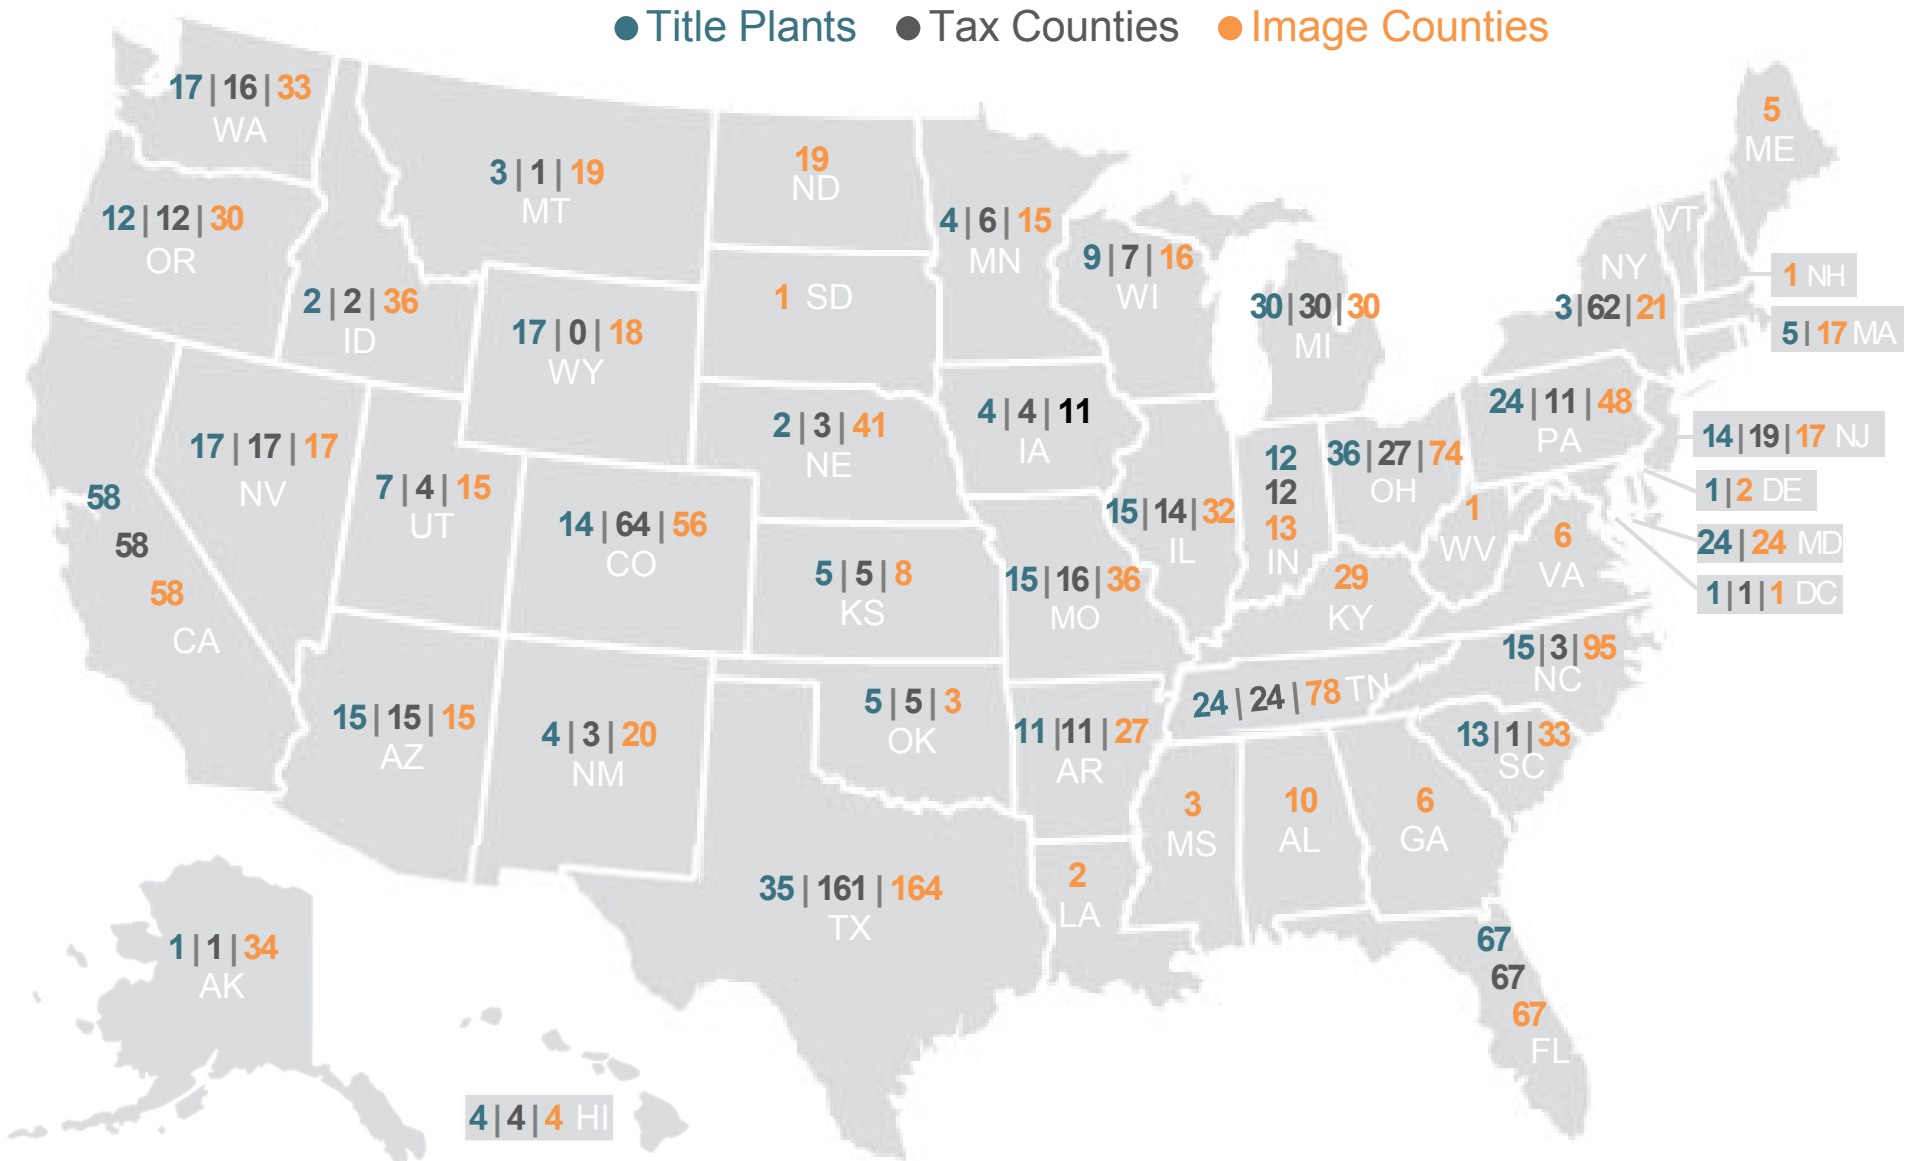 ● Title Plants ● Tax Counties ● Image Counties
17|16|33
WA
5
ME
3|1|19
MT
19
ND
12|12|30
OR
4|6|15
MN
VT
9|7|16
WI
NY
1 NH
2|2|36
ID
1 SD
30|30|30
MI
3|62|21
5|17 MA
17|0|18
WY
24|11|48
PA
4|4|11
IA
2|3|41
NE
14|19|17 NJ
17|17|17
NV
12
12
13
IN
36|27|74
OH
7|4|15
UT
1|2 DE
58
58
58
CA
15|14|32
IL
1
WV
14|64|56
CO
6
VA
24|24 MD
5|5|8
KS
15|16|36
MO
29
KY
1|1|1 DC
15|3|95
NC
24|24|78 TN
5|5|3
OK
15|15|15
AZ
4|3|20
NM
11|11|27
AR
13|1|33
SC
3
MS
10
AL
6
GA
2
LA
35|161|164
TX
1|1|34
AK
67
67
67
FL
4|4|4 HI